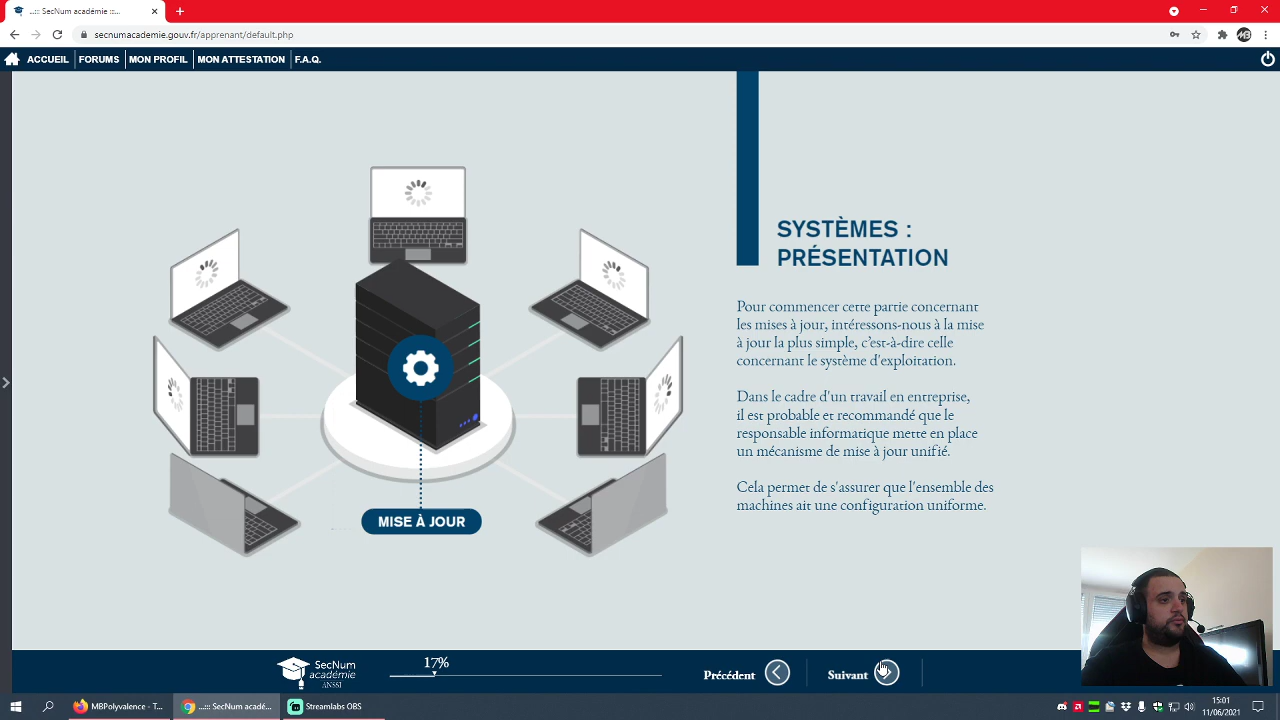 ..::: SecNum académie :::..
secnumacademie.gouv.fr/apprenant/default.php
ACCUEIL FORUMS MON PROFIL MON ATTESTATION F.A.Q.
SYSTÈMES :
PRÉSENTATION
Pour commencer cette partie concernant
les mises à jour, intéressons-nous à la mise
à jour la plus simple, c'est-à-dire celle
concernant le système d'exploitation.
Dans le cadre d'un travail en entreprise,
il est probable et recommandé que le
responsable informatique mette en place
un mécanisme de mise à jour unifié.
Cela permet de s'assurer que l'ensemble des
machines ait une configuration uniforme.
MISE À JOUR
SecNum
académie
ANSSI
17%
Précédent
Suivant
MBPolyvalence - T...
..::: SecNum acadé...
Streamlabs OBS
15:01
11/06/2021